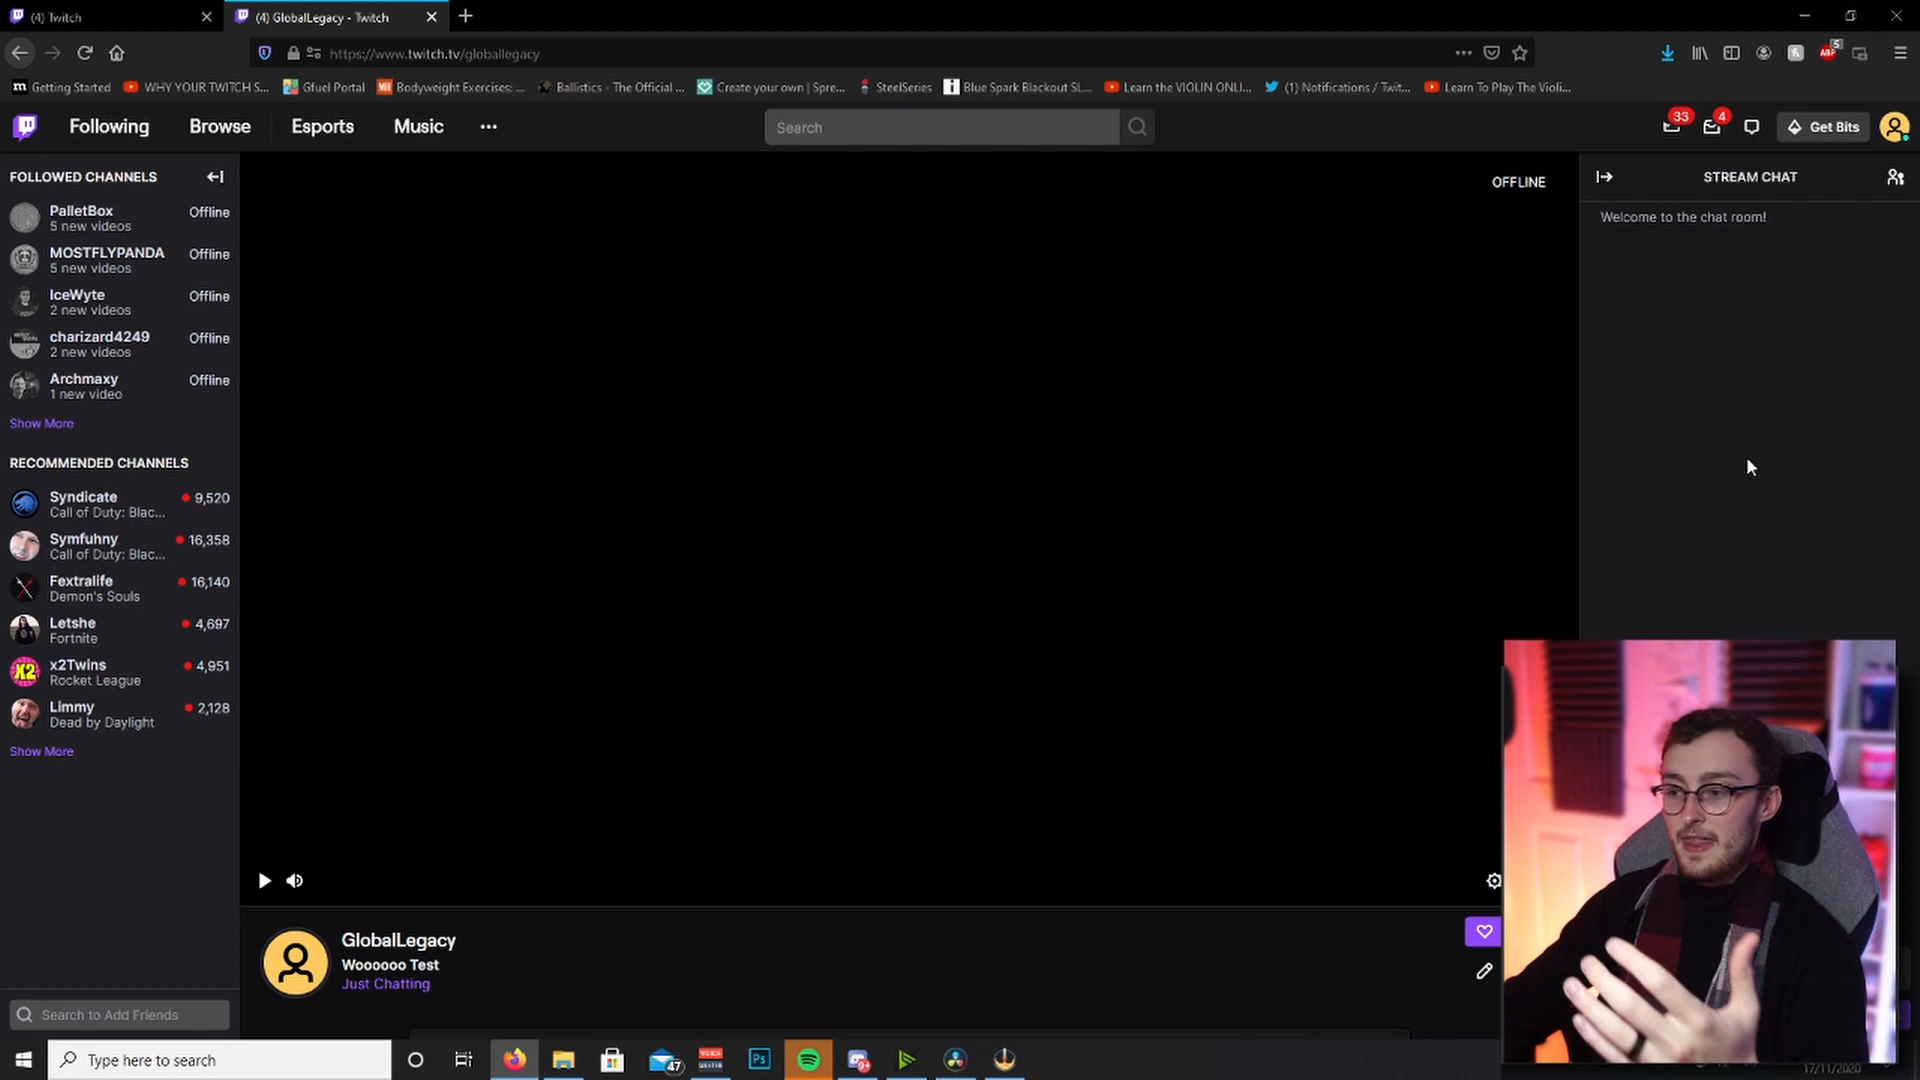 (4) Twitch
(4) GlobalLegacy - Twitch
https://www.twitch.tv/globallegacy
Getting Started
WHY YOUR TWITCH S...
Gfuel Portal
Bodyweight Exercises: ...
Ballistics - The Official ...
Create your own | Spre...
SteelSeries
Blue Spark Blackout SL...
Learn the VIOLIN ONLI...
(1) Notifications / Twit...
Learn To Play The Violi...
ABP
5
Following
Browse
Esports
Music
Search
33
4
Get Bits
FOLLOWED CHANNELS
PalletBox
Offline
5 new videos
MOSTFLYPANDA
Offline
5 new videos
IceWyte
Offline
2 new videos
charizard4249
Offline
2 new videos
Archmaxy
Offline
1 new video
Show More
RECOMMENDED CHANNELS
Syndicate
9,520
Call of Duty: Blac...
Symfuhny
16,358
Call of Duty: Blac...
Fextralife
16,140
Demon's Souls
Letshe
4,697
Fortnite
X2
x2Twins
4,951
Rocket League
Limmy
2,128
Dead by Daylight
Show More
Search to Add Friends
OFFLINE
STREAM CHAT
Welcome to the chat room!
GlobalLegacy
Woooooo Test
Just Chatting
Type here to search
47
Ps
17/11/2020